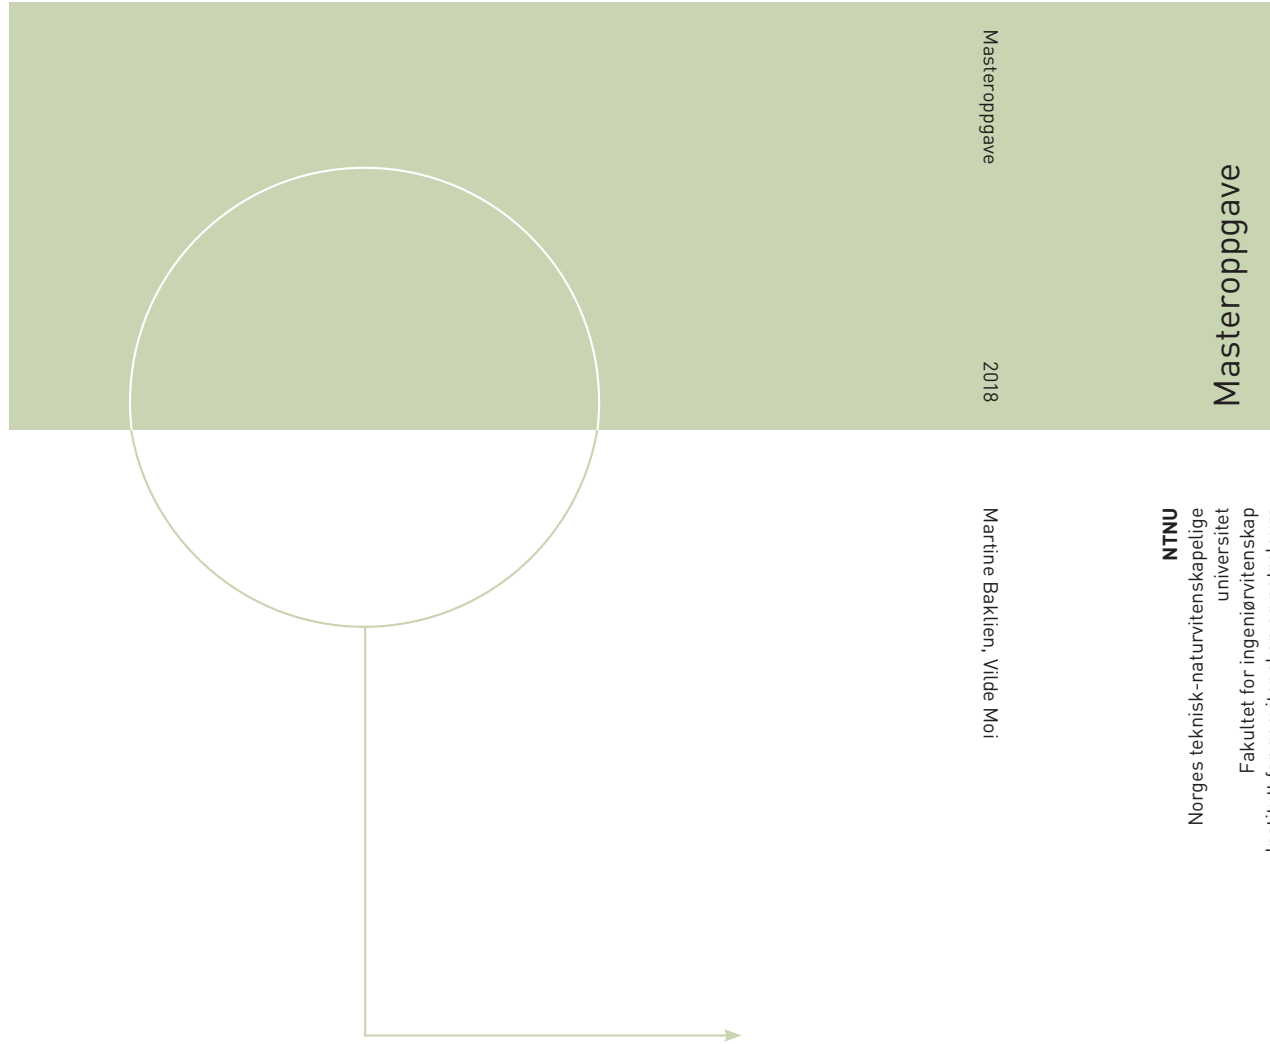 Masteroppgave
2018
Martine Baklien, Vilde Moi
Masteroppgave
NTNU
Norges teknisk-naturvitenskapelige
universitet
Fakultet for ingeniørvitenskap